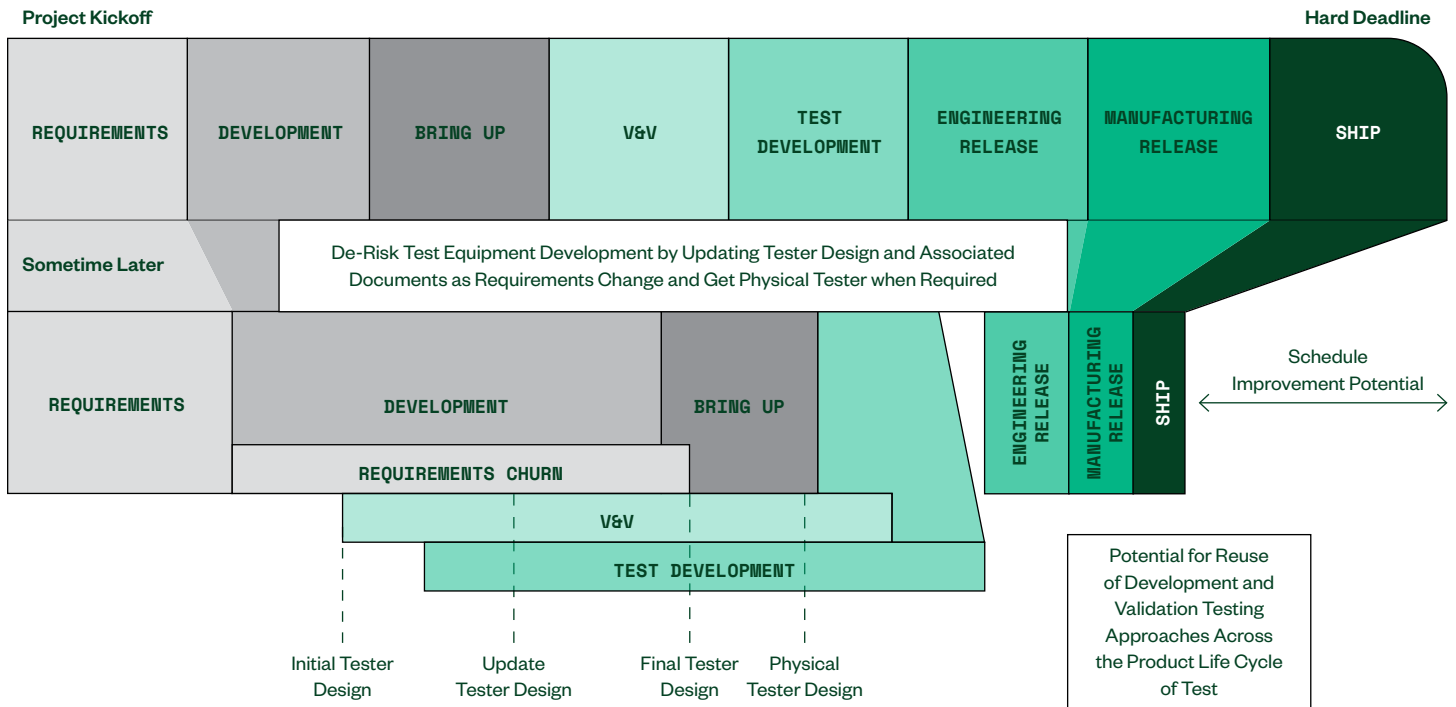 Project Kickoff
Hard Deadline
REQUIREMENTS
DEVELOPMENT
BRING UP
V&V
TEST
DEVELOPMENT
ENGINEERING
RELEASE
MANUFACTURING
RELEASE
SHIP
Sometime Later
De-Risk Test Equipment Development by Updating Tester Design and Associated
Documents as Requirements Change and Get Physical Tester when Required
REQUIREMENTS
DEVELOPMENT
BRING UP
ENGINEERING
RELEASE
MANUFACTURING
RELEASE
SHIP
Schedule
Improvement Potential
REQUIREMENTS CHURN
V&V
TEST DEVELOPMENT
Initial Tester
Design
Update
Tester Design
Final Tester
Design
Physical
Tester Design
Potential for Reuse
of Development and
Validation Testing
Approaches Across
the Product Life Cycle
of Test